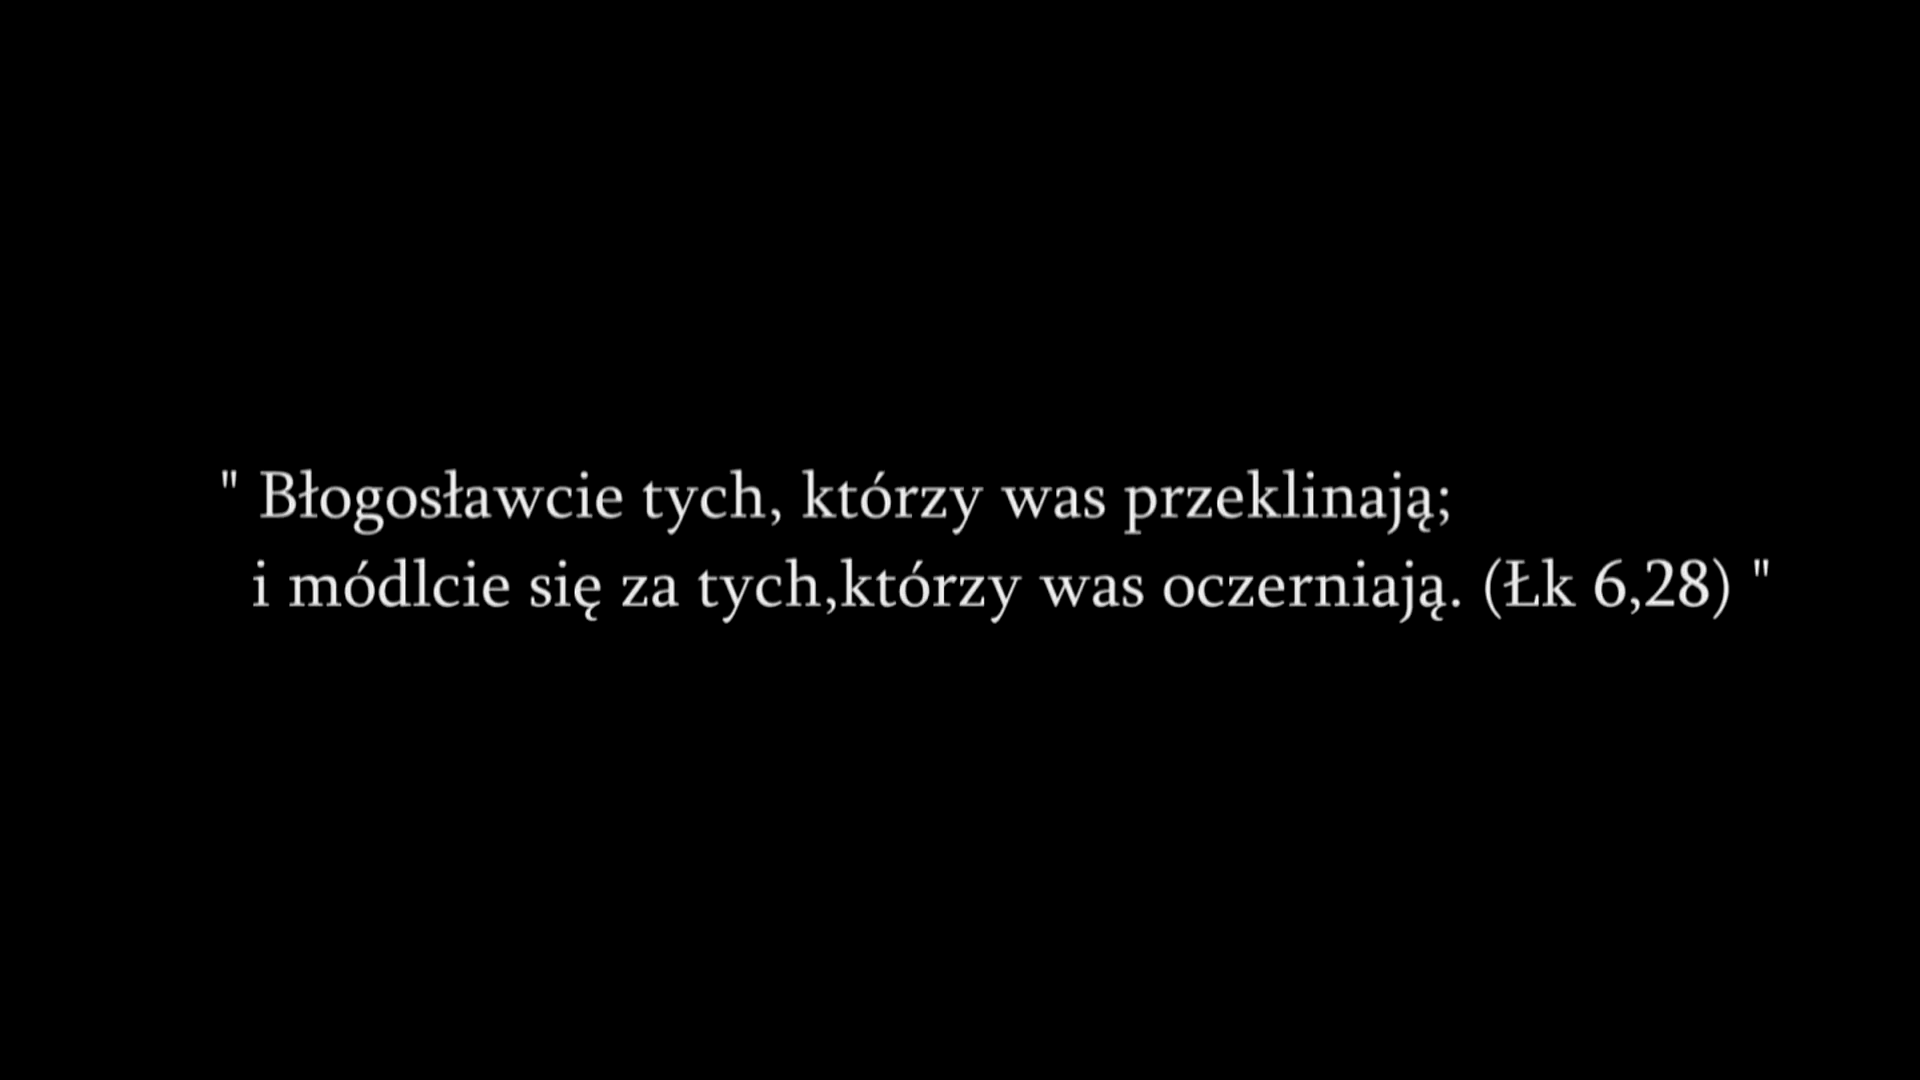 " Błogosławcie tych, którzy was przeklinają;
i módlcie się za tych,którzy was oczerniają. (Łk 6,28) "